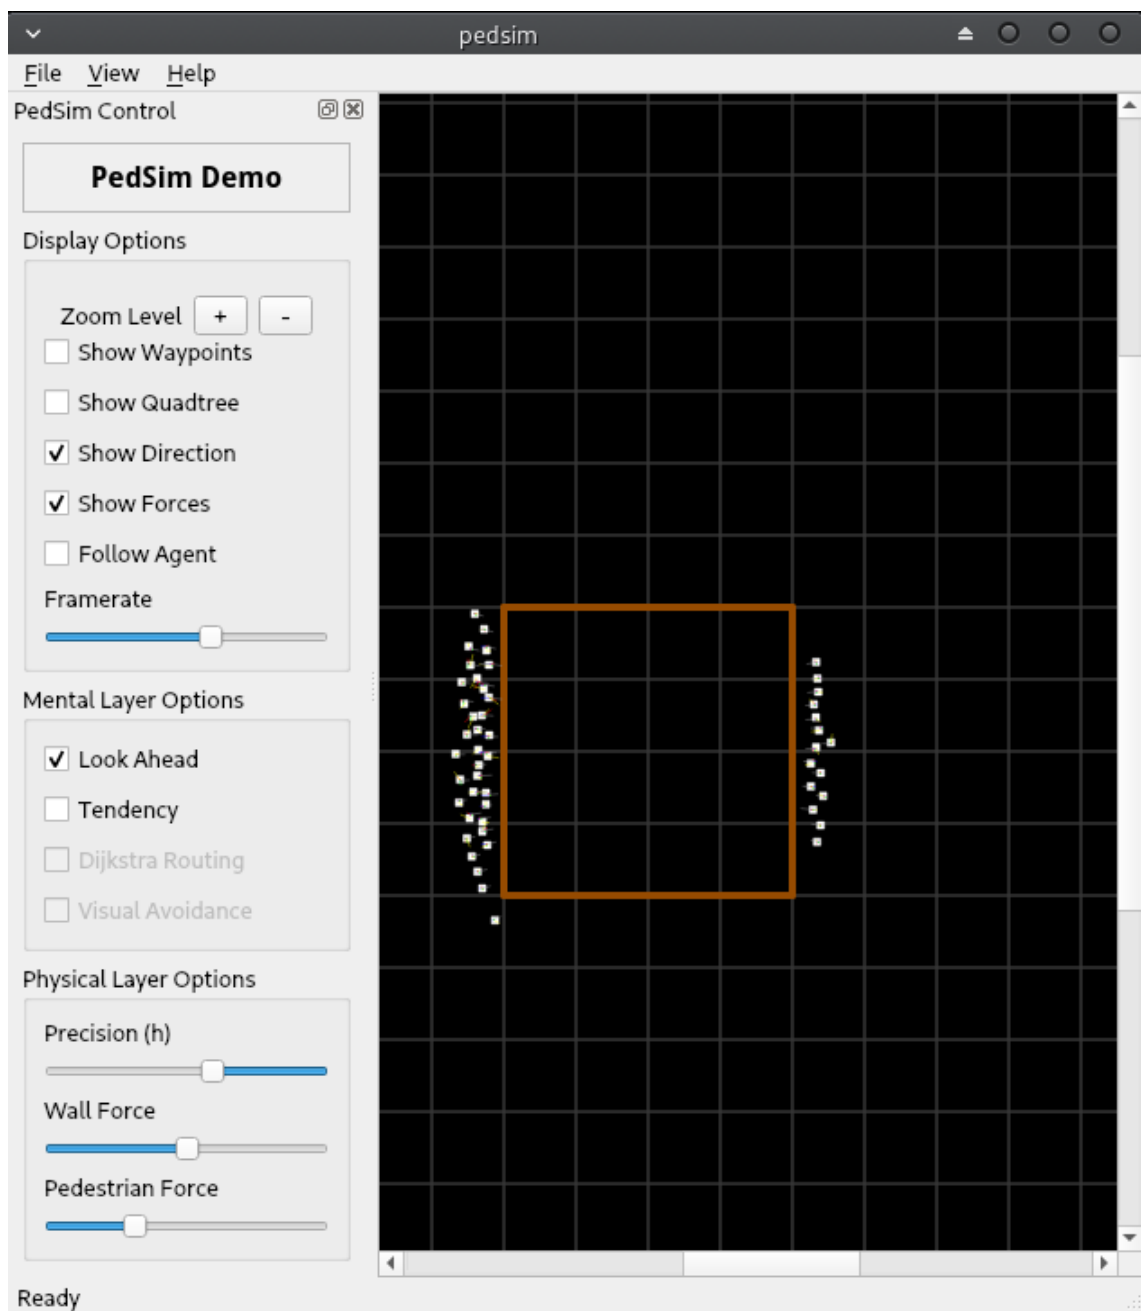 pedsim
File View Help
PedSim Control
PedSim Demo
Display Options
Zoom Level + -
Show Waypoints
Show Quadtree
Show Direction
Show Forces
Follow Agent
Framerate
Mental Layer Options
Look Ahead
Tendency
Dijkstra Routing
Visual Avoidance
Physical Layer Options
Precision (h)
Wall Force
Pedestrian Force
Ready